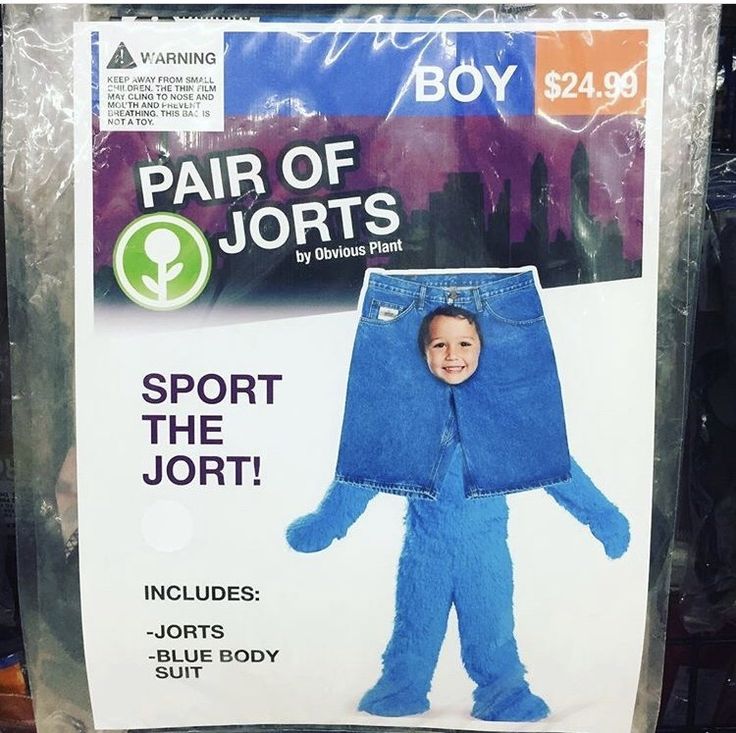 WARNING
KEEP AWAY FROM SMALL
CHILDREN. THE THIN FILM
MAY CLING TO NOSE AND
MOUTH AND PREVENT
BREATHING. THIS BAG IS
NOT A TOY.
BOY
$24.99
PAIR OF
JORTS
by Obvious Plant
SPORT
THE
JORT!
INCLUDES:
-JORTS
-BLUE BODY
SUIT